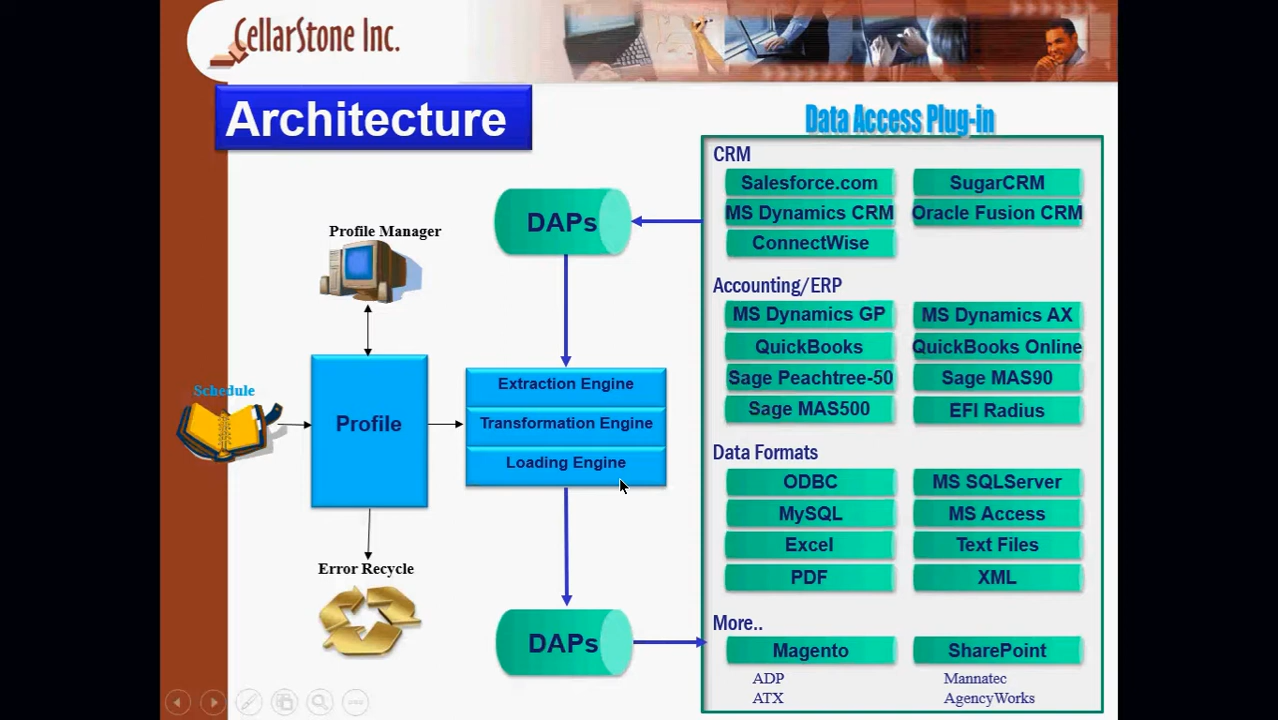 CellarStone Inc.
Architecture
Data Access Plug-in
CRM
Salesforce.com
SugarCRM
MS Dynamics CRM
Oracle Fusion CRM
ConnectWise
Accounting/ERP
MS Dynamics GP
MS Dynamics AX
QuickBooks
QuickBooks Online
Sage Peachtree-50
Sage MAS90
Sage MAS500
EFI Radius
Data Formats
ODBC
MS SQLServer
MySQL
MS Access
Excel
Text Files
PDF
XML
More..
Magento
SharePoint
ADP
Mannatec
ATX
AgencyWorks
DAPs
Profile Manager
Schedule
Profile
Extraction Engine
Transformation Engine
Loading Engine
Error Recycle
DAPs